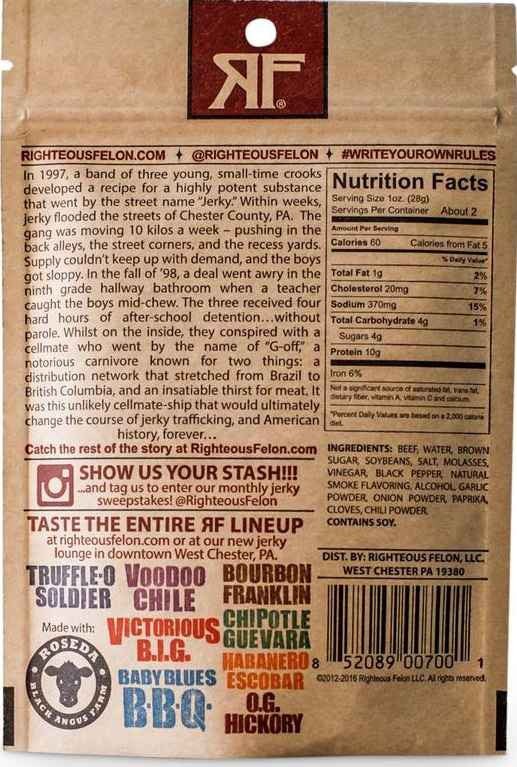 ЯF®
RIGHTEOUSFELON.COM ✦ @RIGHTEOUSFELON ✦ #WRITEYOUROWNRULES
In 1997, a band of three young, small-time crooks
developed a recipe for a highly potent substance
that went by the street name "Jerky." Within weeks,
jerky flooded the streets of Chester County, PA. The
gang was moving 10 kilos a week – pushing in the
back alleys, the street corners, and the recess yards.
Supply couldn't keep up with demand, and the boys
got sloppy. In the fall of '98, a deal went awry in the
ninth grade hallway bathroom when a teacher
caught the boys mid-chew. The three received four
hard hours of after-school detention...without
parole. Whilst on the inside, they conspired with a
cellmate who went by the name of "G-off," a
notorious carnivore known for two things: a
distribution network that stretched from Brazil to
British Columbia, and an insatiable thirst for meat. It
was this unlikely cellmate-ship that would ultimately
change the course of jerky trafficking, and American
history, forever...
Catch the rest of the story at RighteousFelon.com
SHOW US YOUR STASH!!!
...and tag us to enter our monthly jerky
sweepstakes! @RighteousFelon
TASTE THE ENTIRE ЯF LINEUP
at righteousfelon.com or at our new jerky
lounge in downtown West Chester, PA.
TRUFFLE-O
SOLDIER
VOODOO
CHILE
BOURBON
FRANKLIN
Made with:
ROSEDA
BLACK ANGUS FARM
VICTORIOUS
B.I.G.
CHIPOTLE
GUEVARA
HABANERO
ESCOBAR
BABY BLUES
B·B·Q·
O.G.
HICKORY
Nutrition Facts
Serving Size 1oz. (28g)
Servings Per Container About 2
Amount Per Serving
Calories 60 Calories from Fat 5
% Daily Value*
Total Fat 1g 2%
Cholesterol 20mg 7%
Sodium 370mg 15%
Total Carbohydrate 4g 1%
Sugars 4g
Protein 10g
Iron 6%
Not a significant source of saturated fat, trans fat,
dietary fiber, vitamin A, vitamin C and calcium.
*Percent Daily Values are based on a 2,000 calorie
diet.
INGREDIENTS: BEEF, WATER, BROWN
SUGAR, SOYBEANS, SALT, MOLASSES,
VINEGAR, BLACK PEPPER, NATURAL
SMOKE FLAVORING, ALCOHOL, GARLIC
POWDER, ONION POWDER, PAPRIKA,
CLOVES, CHILI POWDER.
CONTAINS SOY.
DIST. BY: RIGHTEOUS FELON, LLC.
WEST CHESTER PA 19380
8 52089 00700 1
©2012-2016 Righteous Felon LLC. All rights reserved.